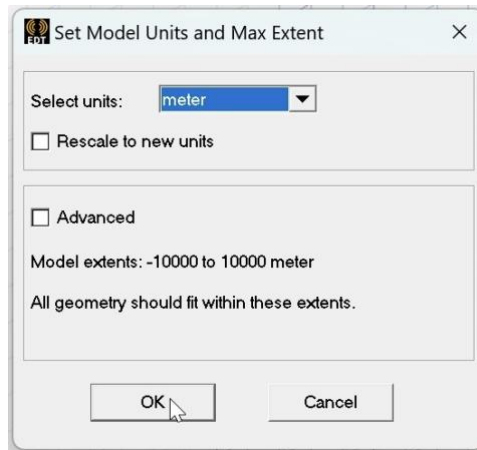 EDT Set Model Units and Max Extent
Select units: meter
Rescale to new units
Advanced
Model extents: -10000 to 10000 meter
All geometry should fit within these extents.
OK Cancel